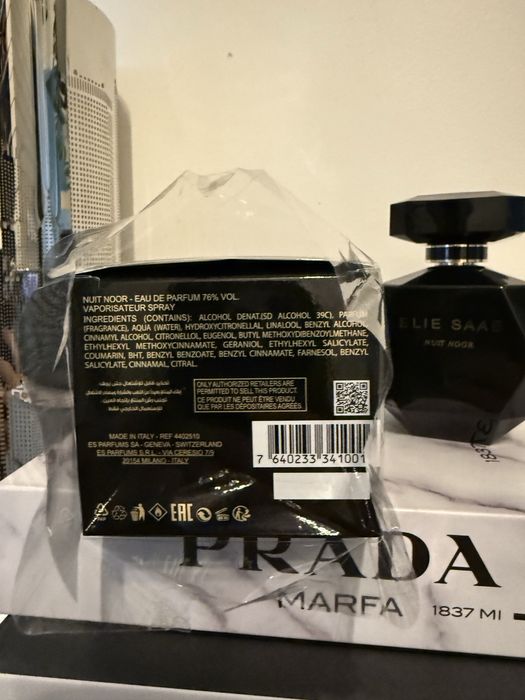 NUIT NOOR - EAU DE PARFUM 76% VOL.
VAPORISATEUR SPRAY
INGREDIENTS (CONTAINS): ALCOHOL DENAT.(SD ALCOHOL 39C), PARFUM
(FRAGRANCE), AQUA (WATER), HYDROXYCITRONELLAL, LINALOOL, BENZYL ALCOHOL,
CINNAMYL ALCOHOL, CITRONELLOL, EUGENOL, BUTYL METHOXYDIBENZOYLMETHANE,
ETHYLHEXYL METHOXYCINNAMATE, GERANIOL, ETHYLHEXYL SALICYLATE,
COUMARIN, BHT, BENZYL BENZOATE, BENZYL CINNAMATE, FARNESOL, BENZYL
SALICYLATE, CINNAMAL, CITRAL.
ONLY AUTHORIZED RETAILERS ARE
PERMITTED TO SELL THIS PRODUCT.
CE PRODUIT NE PEUT ÊTRE VENDU
QUE PAR LES DÉPOSITAIRES AGRÉÉS
MADE IN ITALY - REF 4402510
ES PARFUMS SA - GENEVA - SWITZERLAND
ES PARFUMS S.R.L. - VIA CERESIO 7/9
20154 MILANO - ITALY
7 640233 341001
EAC
ELIE SAAB
NUIT NOOR
PRADA
MARFA 1837 MI